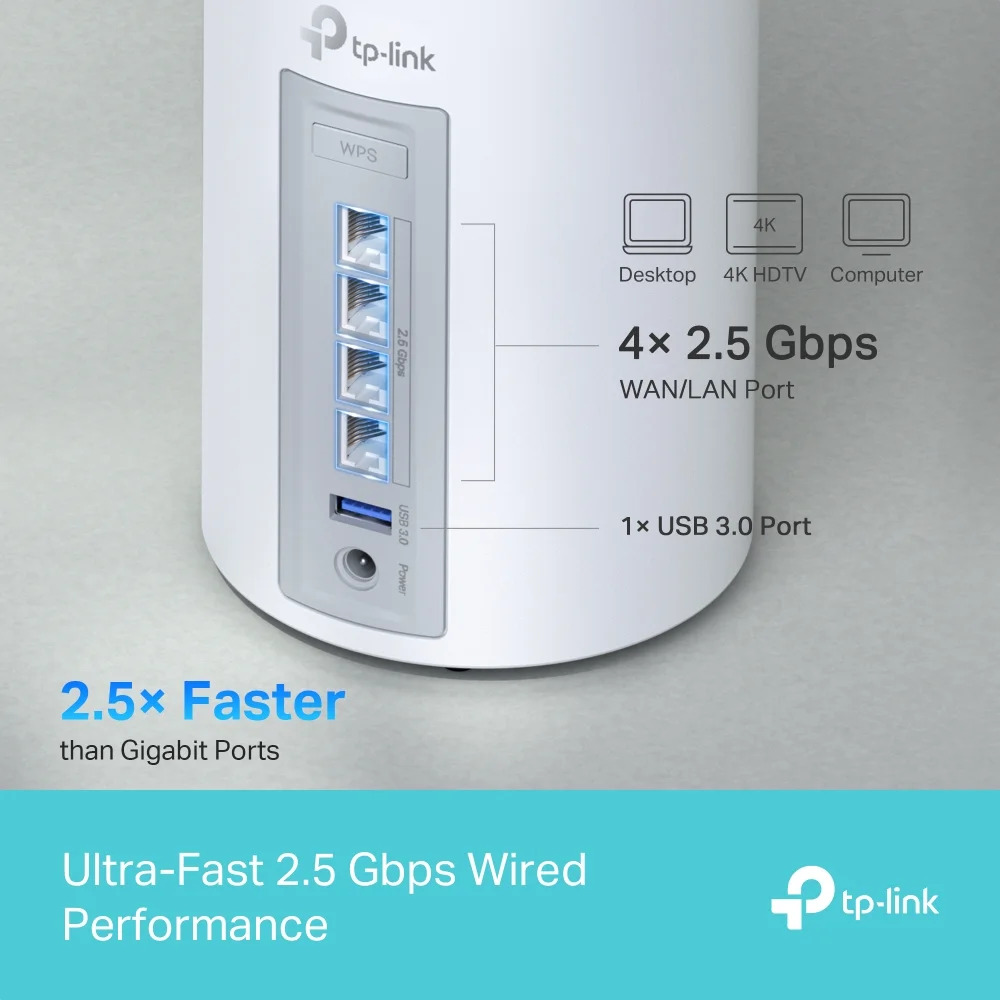 tp-link
WPS
2.5 Gbps
USB 3.0
Power
4K
Desktop
4K HDTV
Computer
4× 2.5 Gbps
WAN/LAN Port
1× USB 3.0 Port
2.5× Faster
than Gigabit Ports
Ultra-Fast 2.5 Gbps Wired
Performance
tp-link